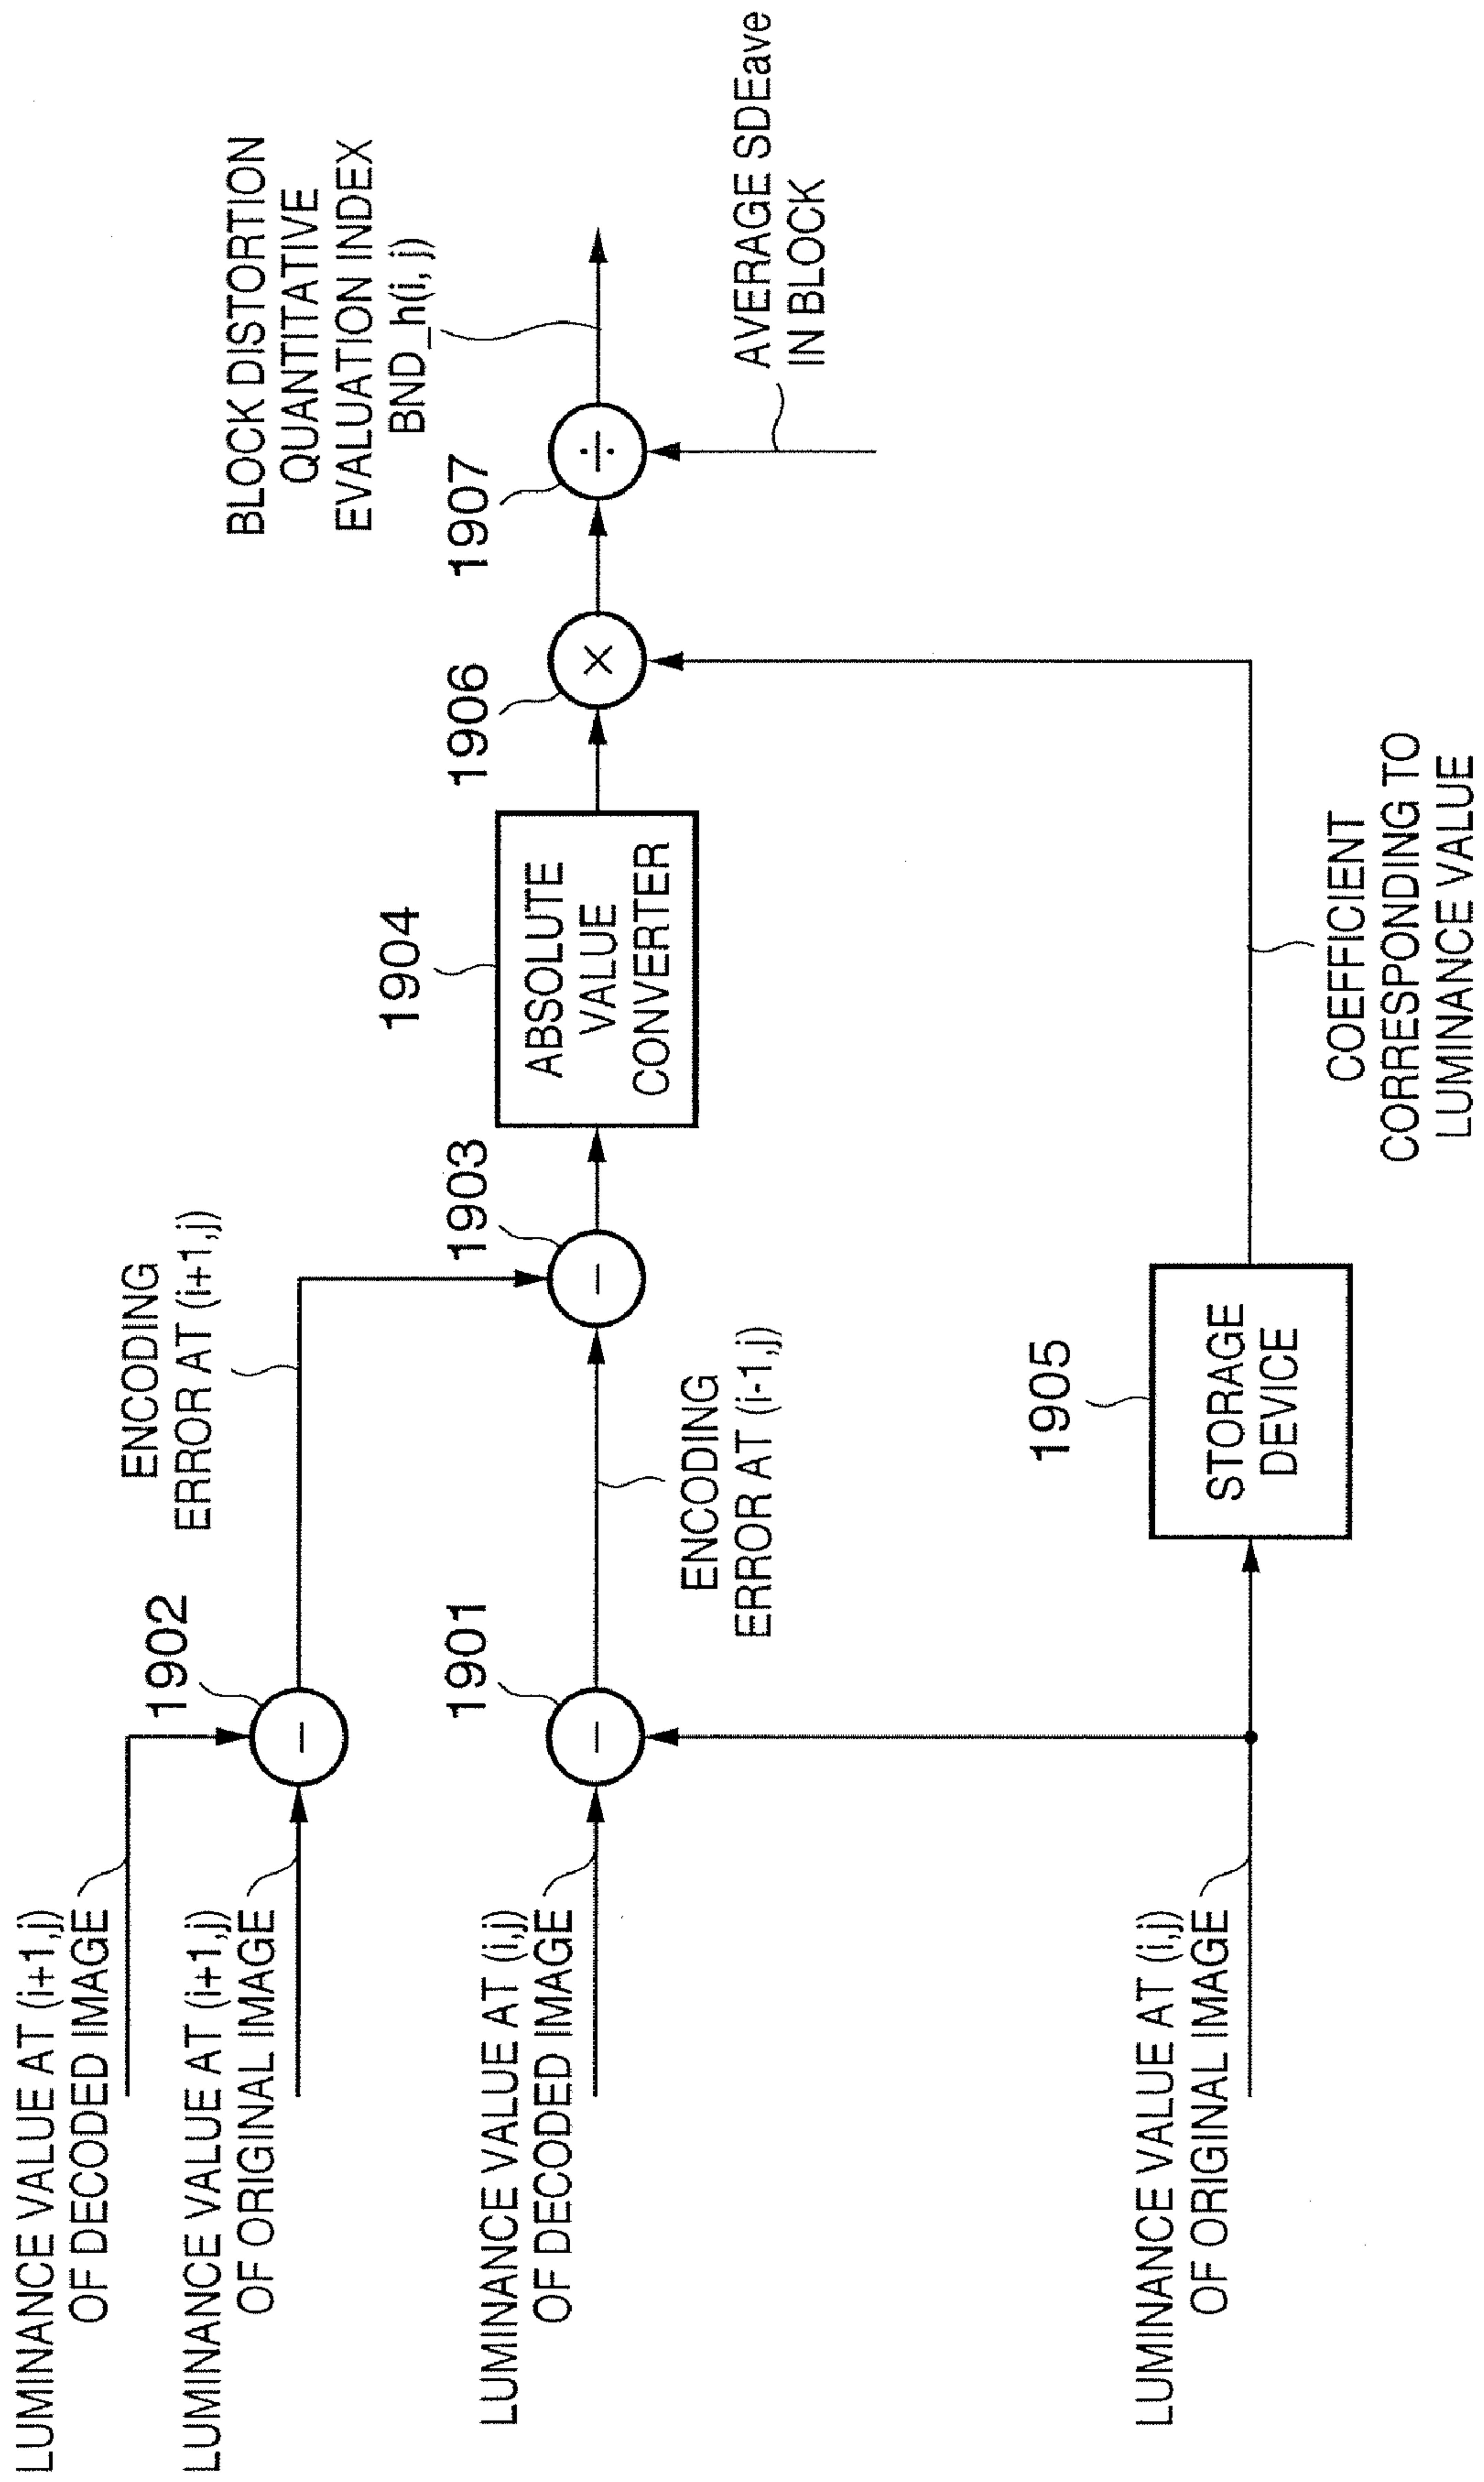 LUMINANCE VALUE AT (i+1,j)
OF DECODED IMAGE
LUMINANCE VALUE AT (i+1,j)
OF ORIGINAL IMAGE
LUMINANCE VALUE AT (i,j)
OF DECODED IMAGE
LUMINANCE VALUE AT (i,j)
OF ORIGINAL IMAGE
1902
−
1901
−
ENCODING
ERROR AT (i+1,j)
ENCODING
ERROR AT (i-1,j)
1905
STORAGE
DEVICE
1903
−
1904
ABSOLUTE
VALUE
CONVERTER
COEFFICIENT
CORRESPONDING TO
LUMINANCE VALUE
1906
×
1907
÷
BLOCK DISTORTION
QUANTITATIVE
EVALUATION INDEX
BND_h(i, j)
AVERAGE SDEave
IN BLOCK